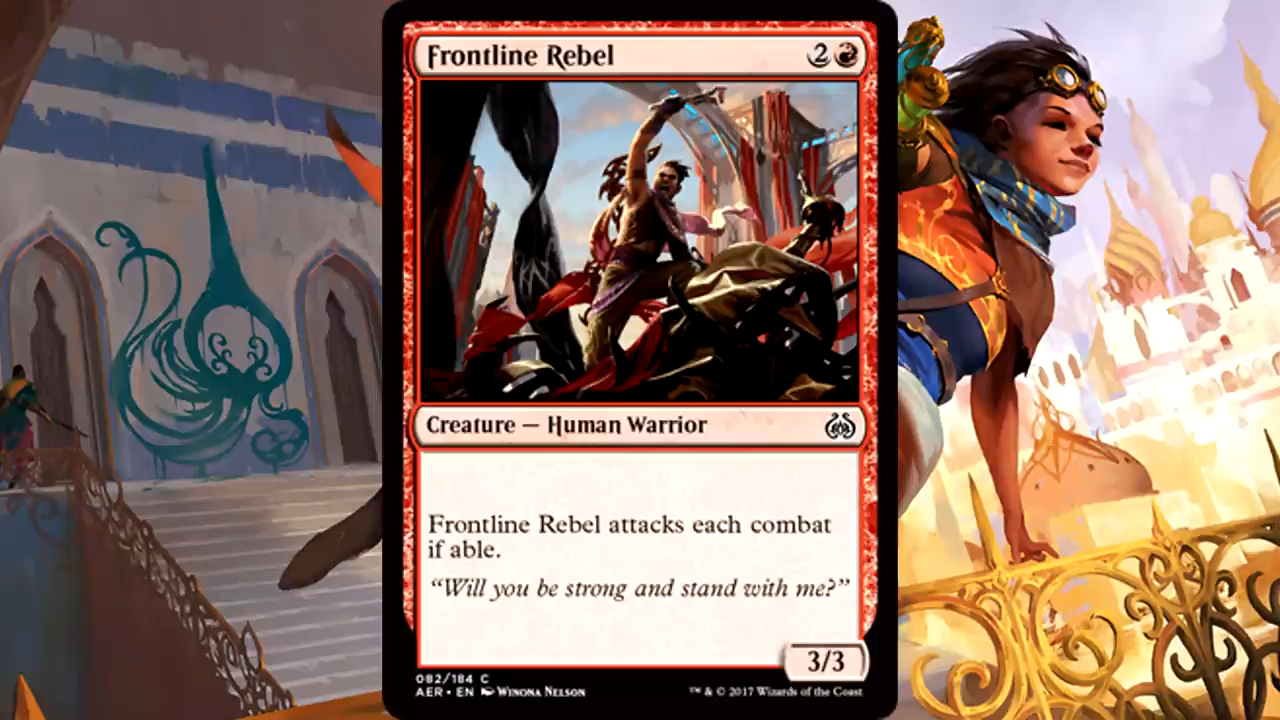 Frontline Rebel 2
Creature — Human Warrior
Frontline Rebel attacks each combat
if able.
“Will you be strong and stand with me?”
3/3
082/184 C
AER • EN Winona Nelson
™ & © 2017 Wizards of the Coast